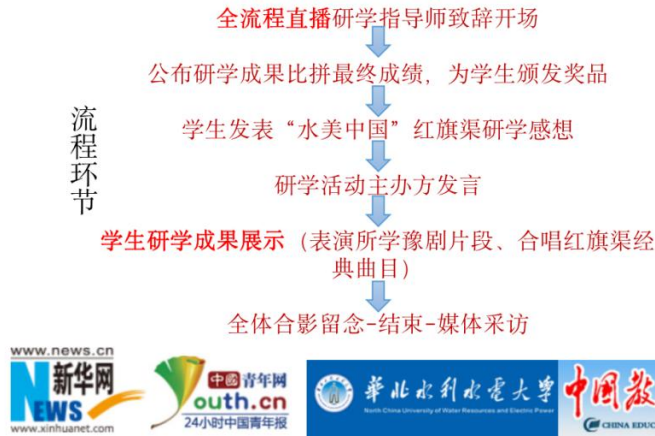 全流程直播研学指导师致辞开场
公布研学成果比拼最终成绩，为学生颁发奖品
学生发表“水美中国”红旗渠研学感想
研学活动主办方发言
学生研学成果展示（表演所学豫剧片段、合唱红旗渠经
典曲目）
全体合影留念-结束-媒体采访
流程环节
www.news.cn
新华网
NEWS
www.xinhuanet.com
中國青年网
Youth.cn
24小时中国青年报
華北水利水電大學
North China University of Water Resources and Electric Power
中国教
CHINA EDUC